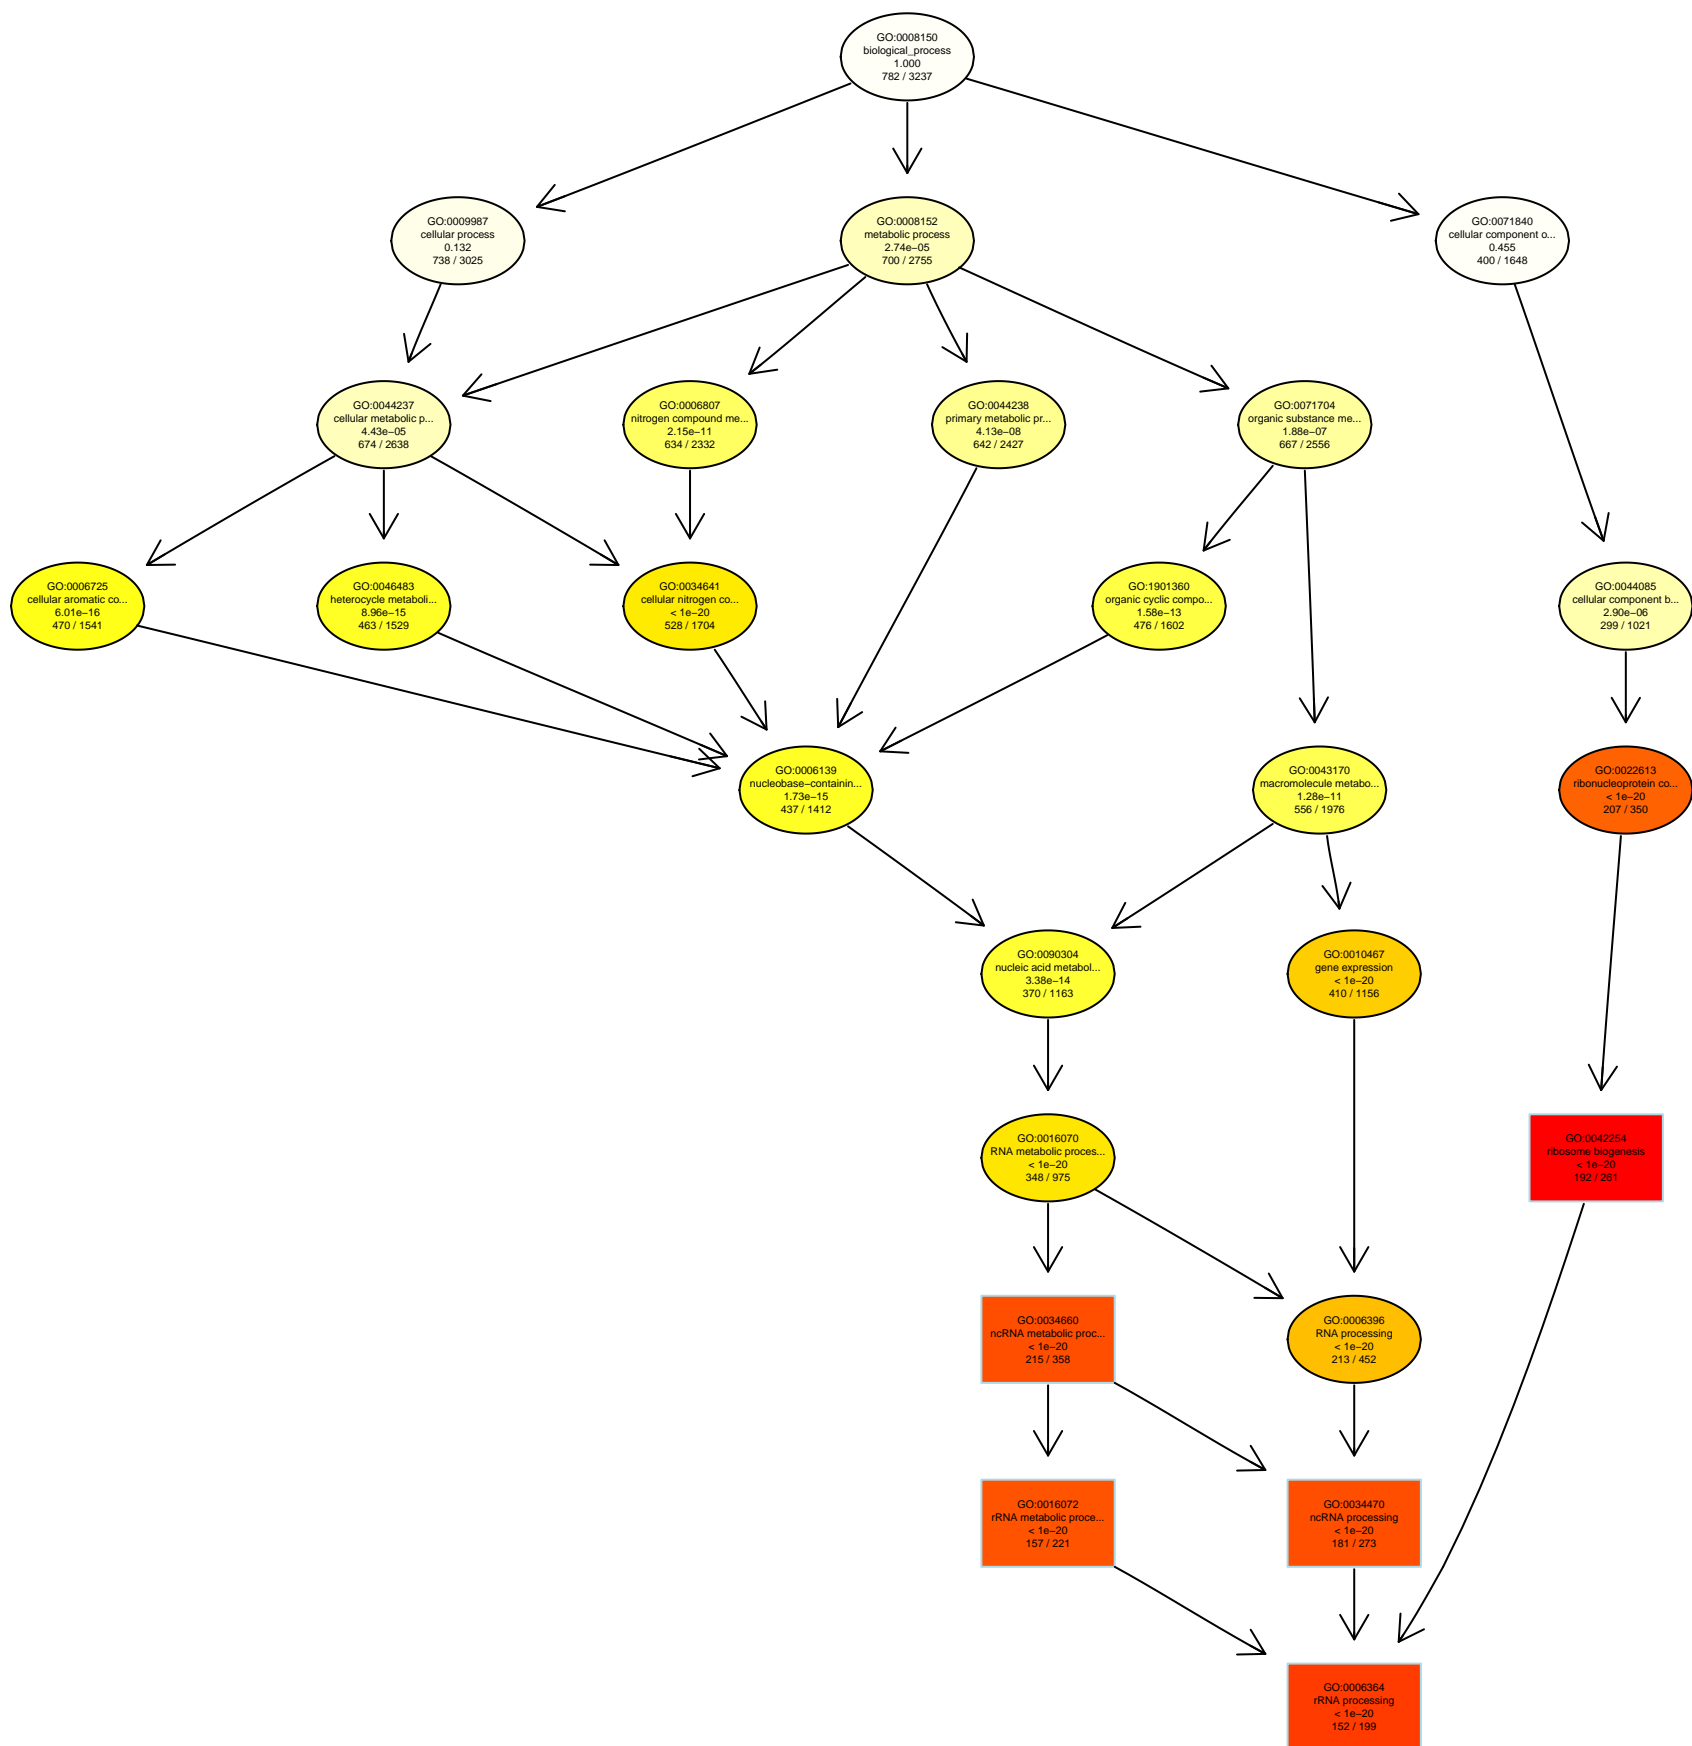 GO:0008150
biological_process
1.000
782 / 3237
GO:0009987
cellular process
0.132
738 / 3025
GO:0008152
metabolic process
2.74e−05
700 / 2755
GO:0071840
cellular component o...
0.455
400 / 1648
GO:0044237
cellular metabolic p...
4.43e−05
674 / 2638
GO:0006807
nitrogen compound me...
2.15e−11
634 / 2332
GO:0044238
primary metabolic pr...
4.13e−08
642 / 2427
GO:0071704
organic substance me...
1.88e−07
667 / 2556
GO:0006725
cellular aromatic co...
6.01e−16
470 / 1541
GO:0046483
heterocycle metaboli...
8.96e−15
463 / 1529
GO:0034641
cellular nitrogen co...
< 1e−20
528 / 1704
GO:1901360
organic cyclic compo...
1.58e−13
476 / 1602
GO:0044085
cellular component b...
2.90e−06
299 / 1021
GO:0006139
nucleobase−containin...
1.73e−15
437 / 1412
GO:0043170
macromolecule metabo...
1.28e−11
556 / 1976
GO:0022613
ribonucleoprotein co...
< 1e−20
207 / 350
GO:0090304
nucleic acid metabol...
3.38e−14
370 / 1163
GO:0010467
gene expression
< 1e−20
410 / 1156
GO:0016070
RNA metabolic proces...
< 1e−20
348 / 975
GO:0042254
ribosome biogenesis
< 1e−20
192 / 261
GO:0034660
ncRNA metabolic proc...
< 1e−20
215 / 358
GO:0006396
RNA processing
< 1e−20
213 / 452
GO:0016072
rRNA metabolic proce...
< 1e−20
157 / 221
GO:0034470
ncRNA processing
< 1e−20
181 / 273
GO:0006364
rRNA processing
< 1e−20
152 / 199